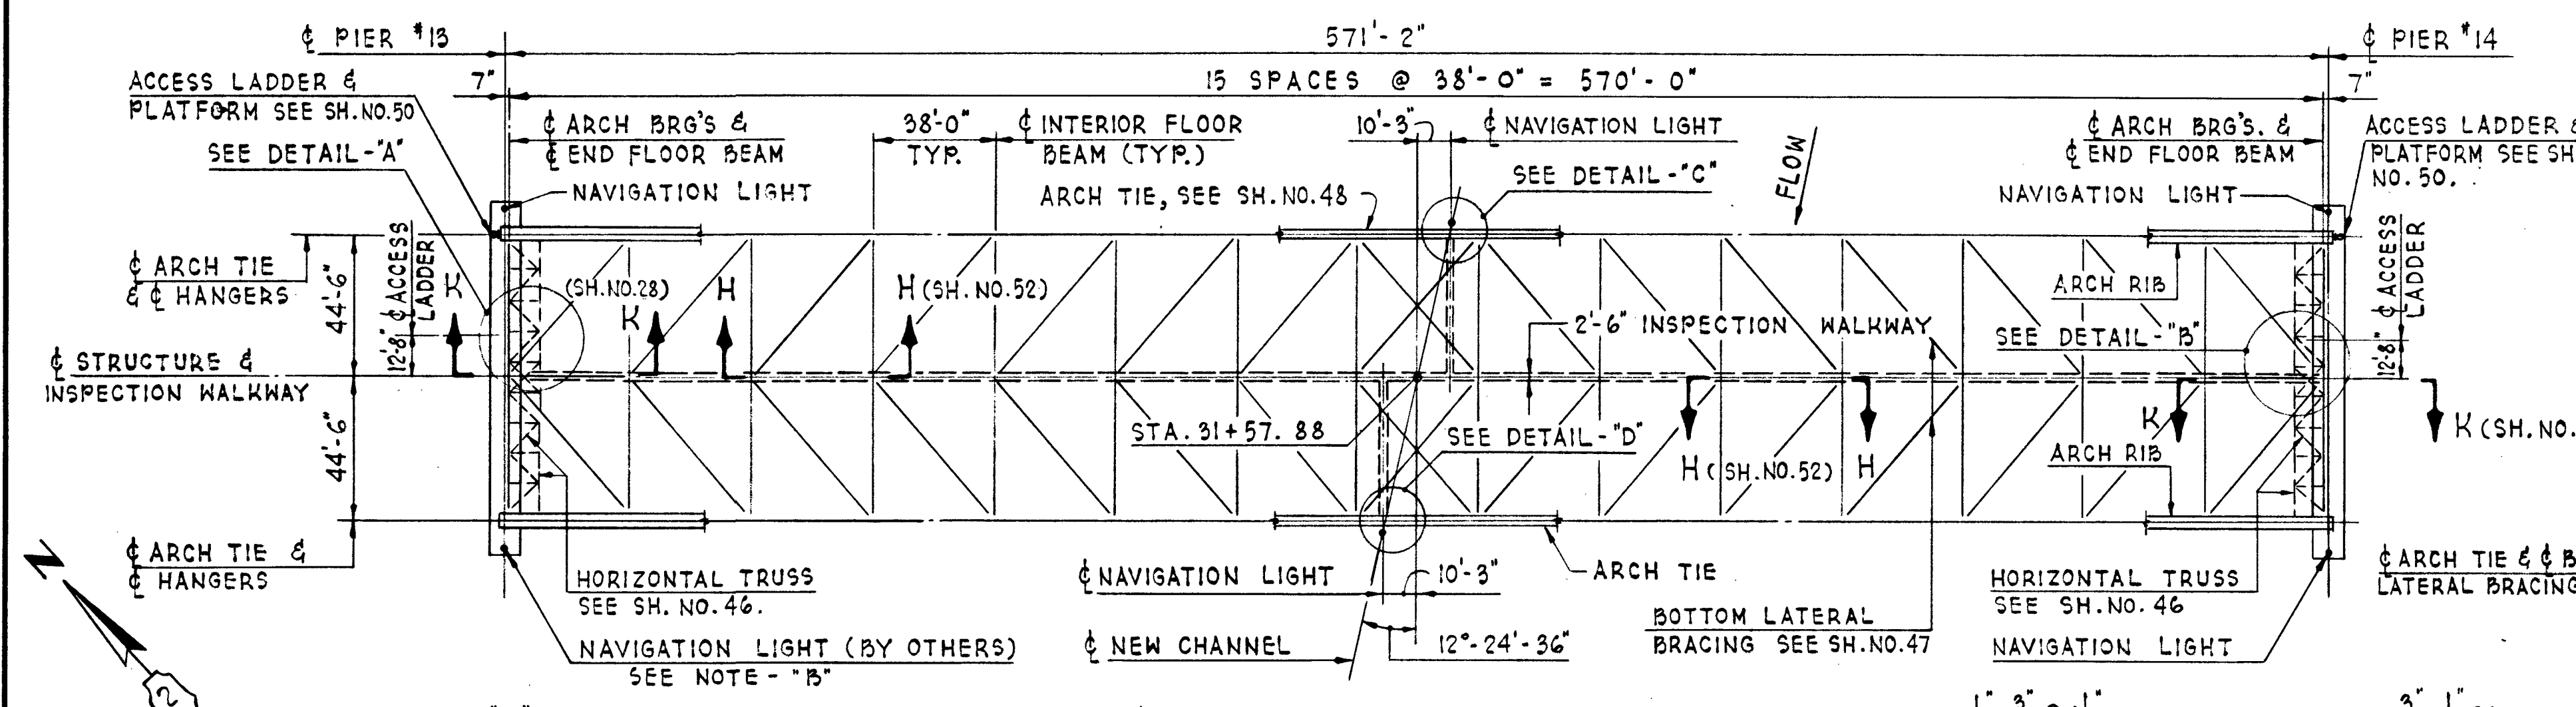 ℄ PIER #13
571'-2"
℄ PIER #14
ACCESS LADDER &
PLATFORM SEE SH.NO.50
7"
15 SPACES @ 38'-0" = 570'-0"
7"
SEE DETAIL-"A"
℄ ARCH BRG'S &
℄ END FLOOR BEAM
38'-0"
TYP.
℄ INTERIOR FLOOR
BEAM (TYP.)
10'-3"
℄ NAVIGATION LIGHT
FLOW
℄ ARCH BRG'S. &
℄ END FLOOR BEAM
ACCESS LADDER &
PLATFORM SEE SH
NO. 50.
NAVIGATION LIGHT
ARCH TIE, SEE SH.NO.48
SEE DETAIL-"C"
NAVIGATION LIGHT
℄ ARCH TIE
& ℄ HANGERS
44'-6"
12'-8" ℄ ACCESS
LADDER
K
(SH.NO.28)
K
H
H (SH.NO.52)
2'-6" INSPECTION WALKWAY
ARCH RIB
SEE DETAIL-"B"
12'-8" ℄ ACCESS
LADDER
℄ STRUCTURE &
INSPECTION WALKWAY
44'-6"
STA. 31+57.88
SEE DETAIL-"D"
H (SH.NO.52)
H
K
ARCH RIB
K (SH.NO.
N
2
℄ ARCH TIE &
℄ HANGERS
HORIZONTAL TRUSS
SEE SH. NO.46.
NAVIGATION LIGHT (BY OTHERS)
SEE NOTE-"B"
℄ NAVIGATION LIGHT
10'-3"
ARCH TIE
℄ NEW CHANNEL
12°-24'-36"
BOTTOM LATERAL
BRACING SEE SH.NO.47
HORIZONTAL TRUSS
SEE SH.NO.46
NAVIGATION LIGHT
℄ ARCH TIE & ℄ B
LATERAL BRACING